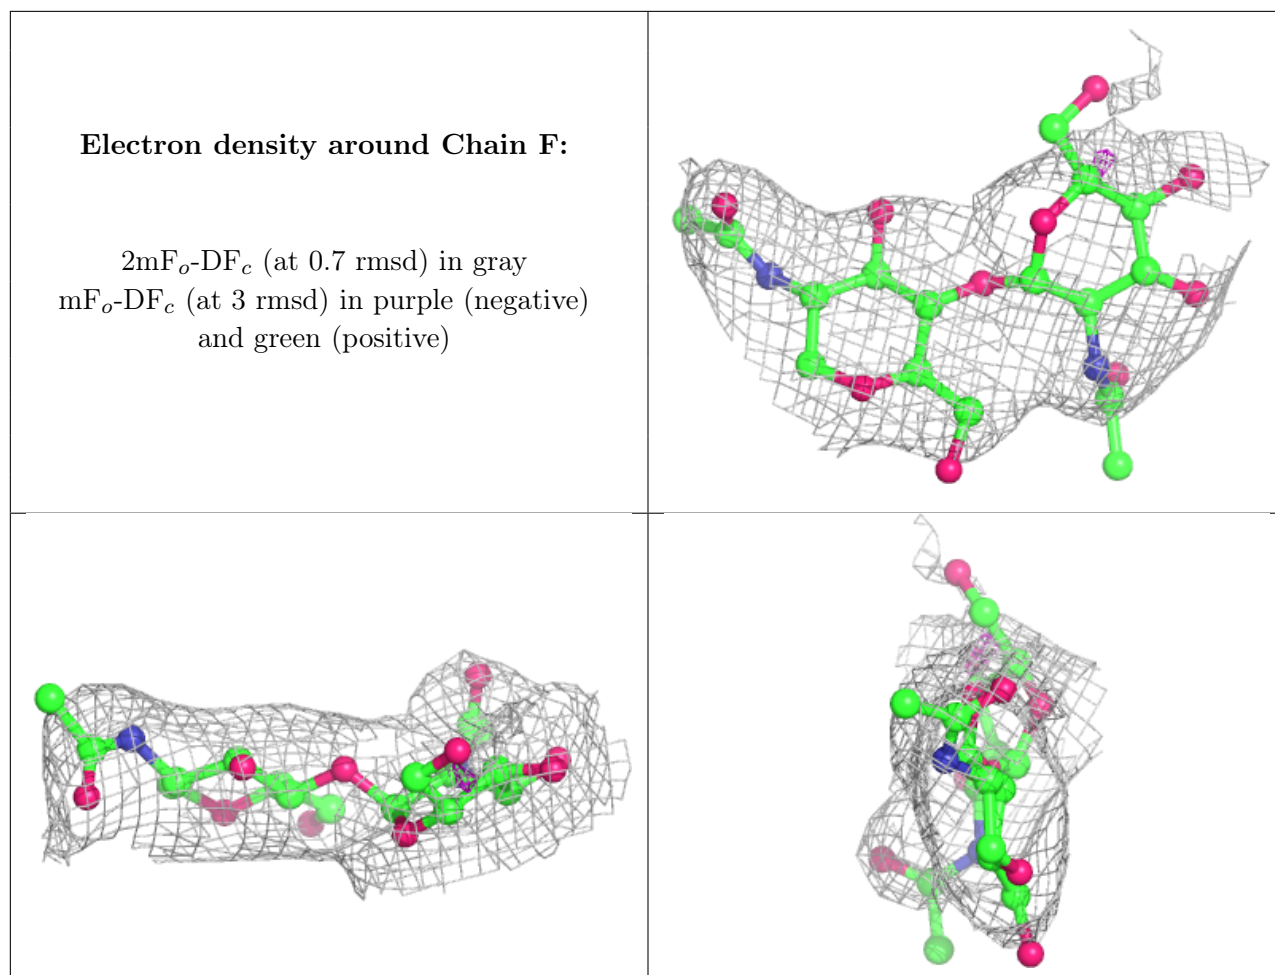 Electron density around Chain F:
2mFo-DFc (at 0.7 rmsd) in gray
mFo-DFc (at 3 rmsd) in purple (negative)
and green (positive)